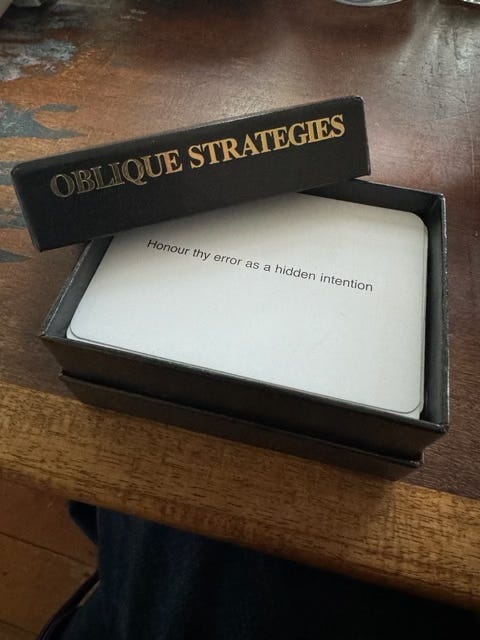 OBLIQUE STRATEGIES
Honour thy error as a hidden intention